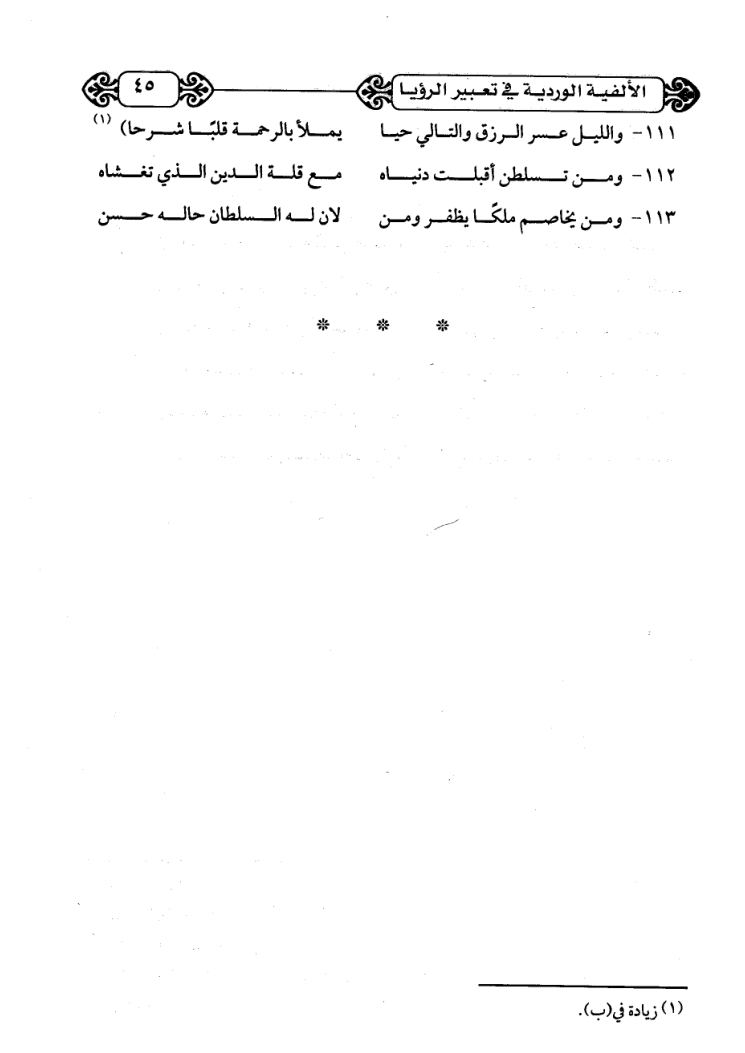 الألفية الوردية في تعبير الرؤيا ٤٥
١١١- والليل عسر الرزق والتالي حيا يملأ بالرحمة قلبًا شرحا) (١)
١١٢- ومن تسلطن أقبلت دنياه مع قلة الدين الذي تغشاه
١١٣- ومن يخاصم ملكًا يظفر ومن لان له السلطان حاله حسن
* * *
(١) زيادة في (ب).